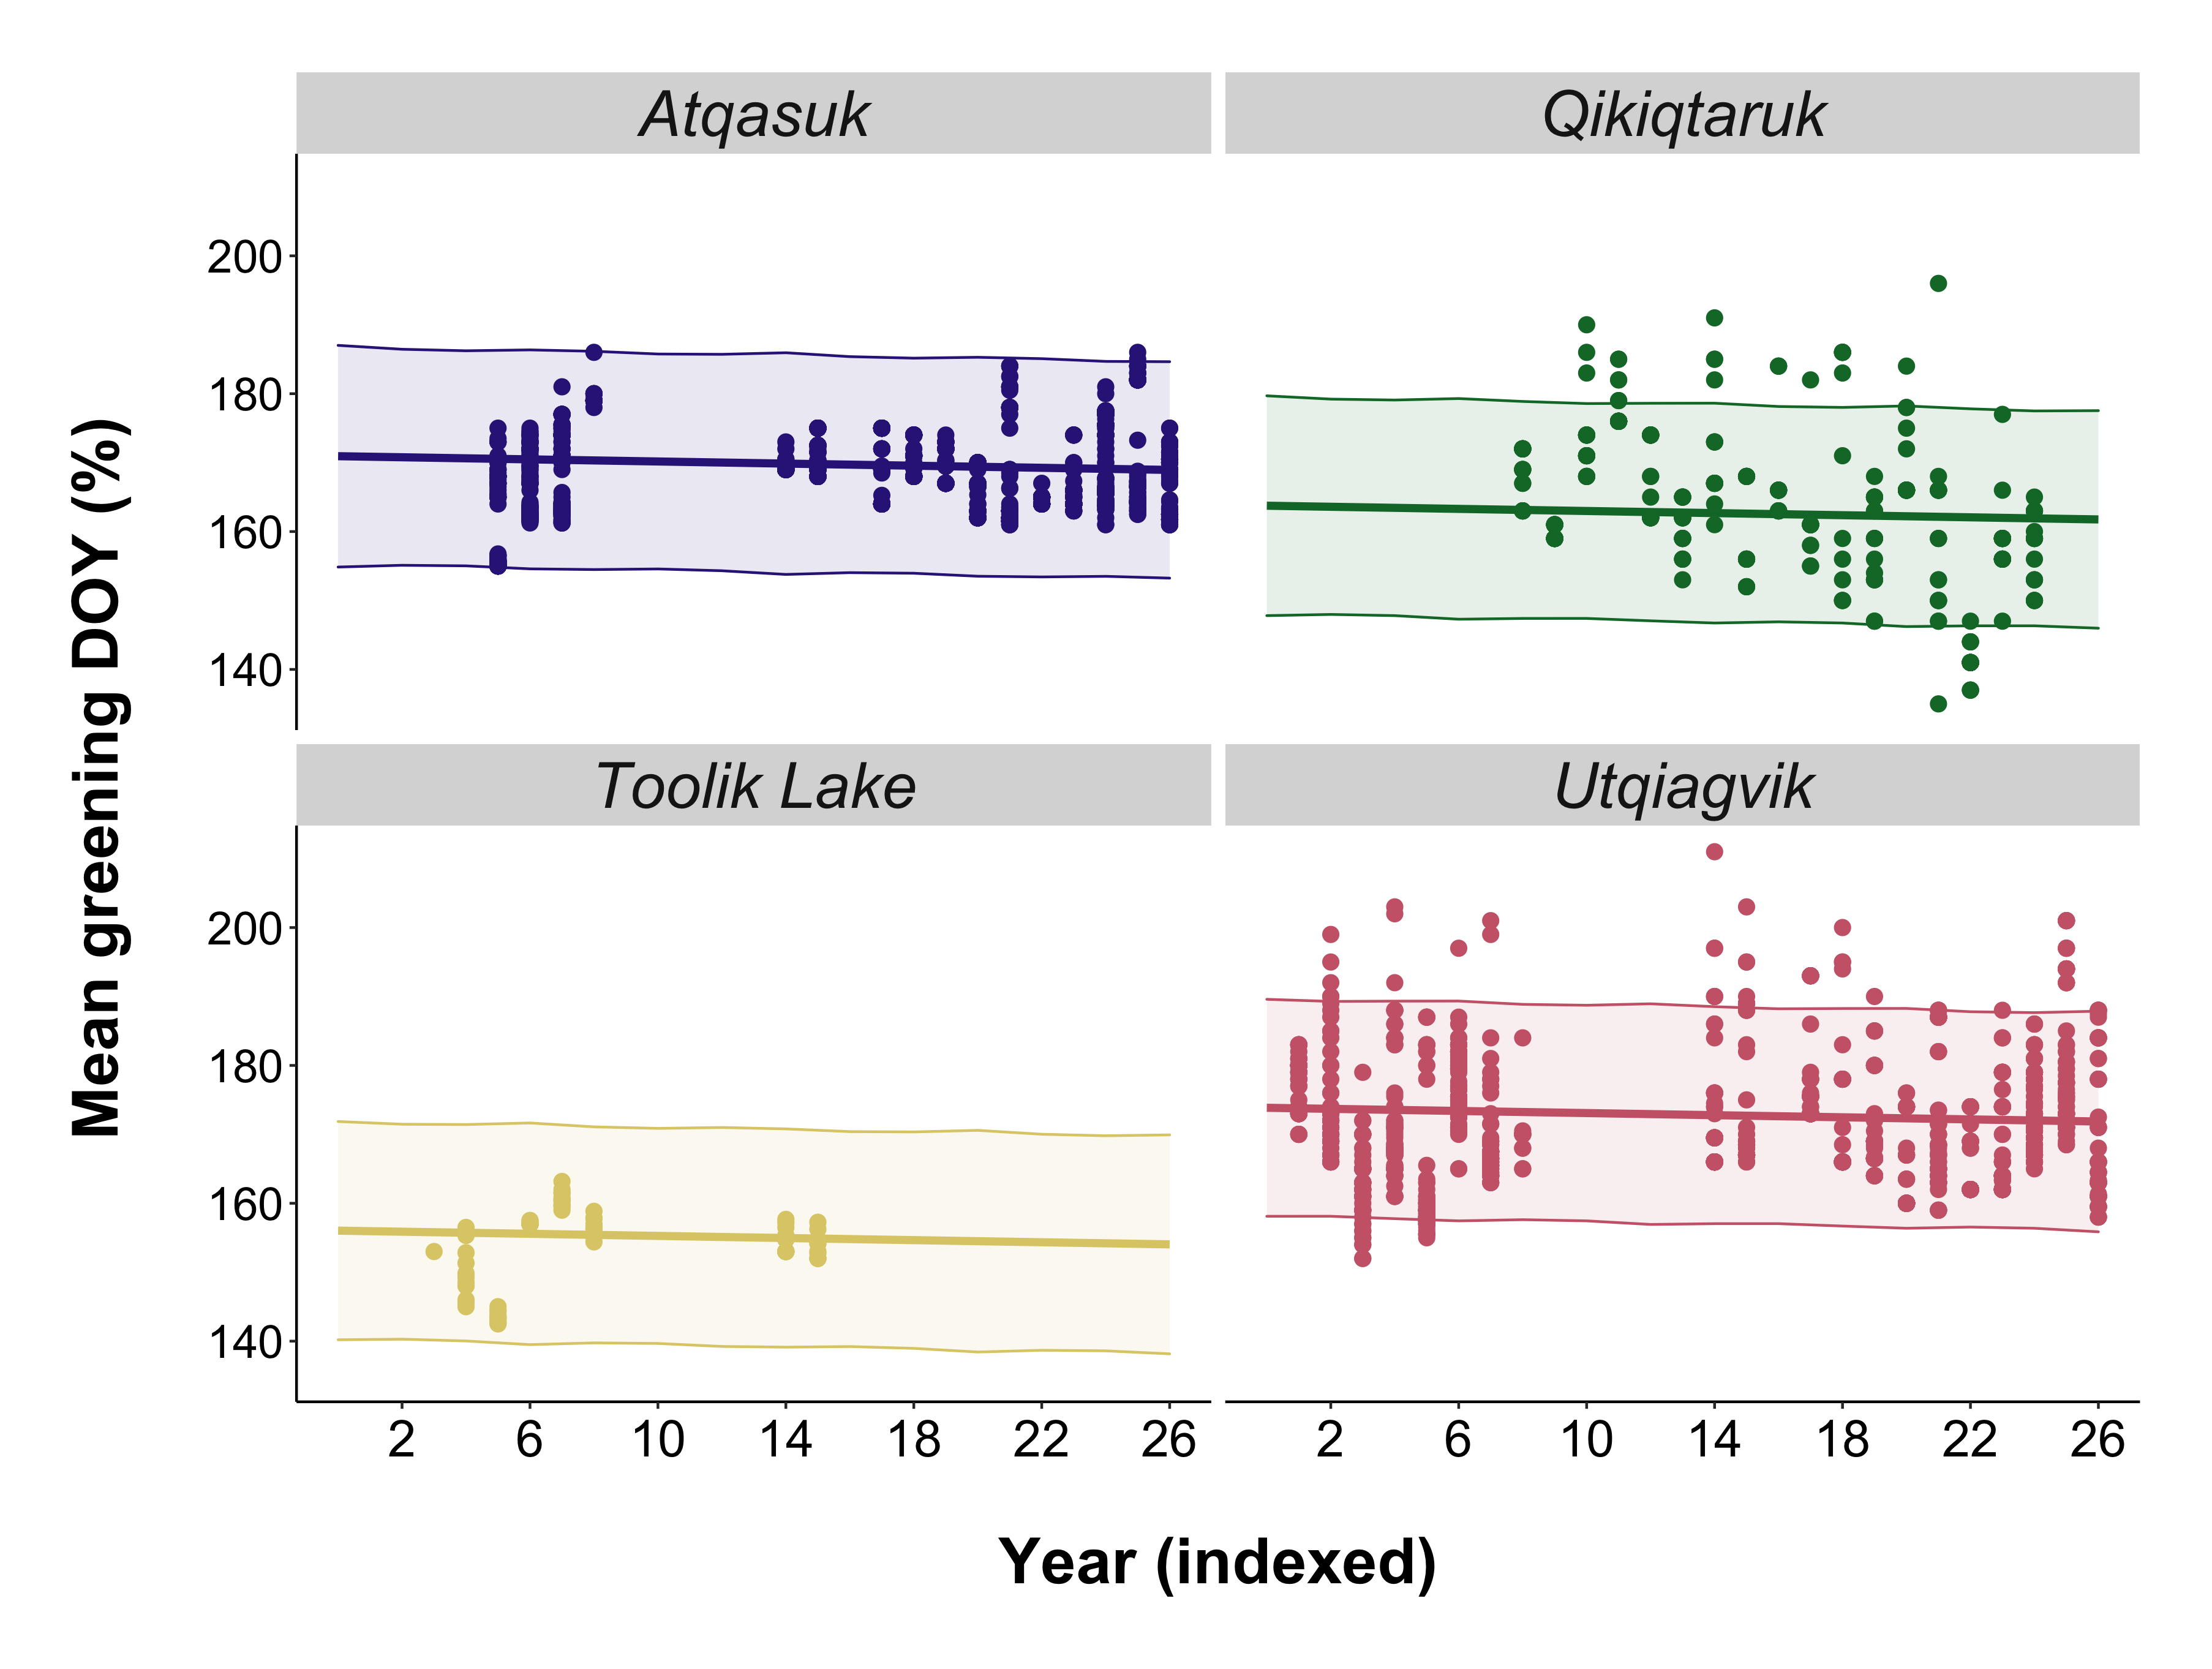 Atqasuk
Qikiqtaruk
200
180
160
140
Toolik Lake
Utqiagvik
200
180
160
140
2 6 10 14 18 22 26
2 6 10 14 18 22 26
Mean greening DOY (%)
Year (indexed)